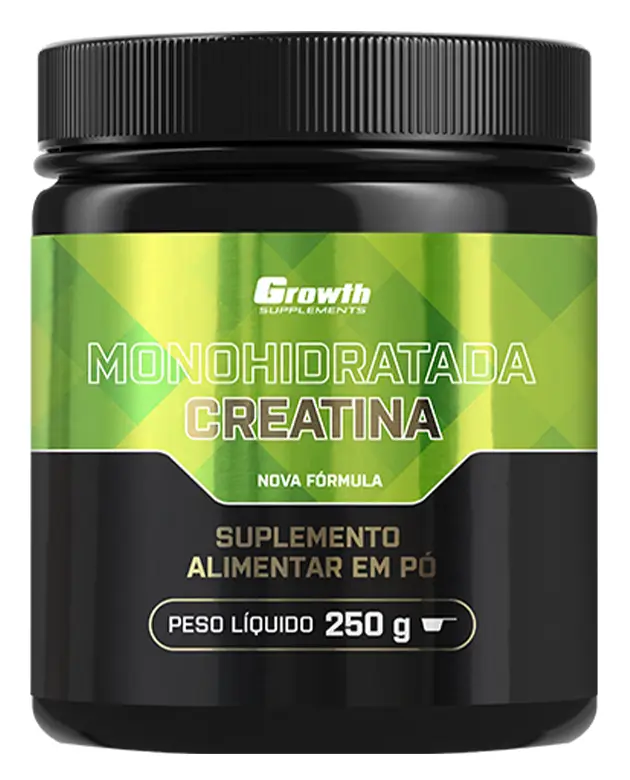 Growth
SUPPLEMENTS
MONOHIDRATADA
CREATINA
NOVA FÓRMULA
SUPLEMENTO
ALIMENTAR EM PÓ
PESO LÍQUIDO 250 g